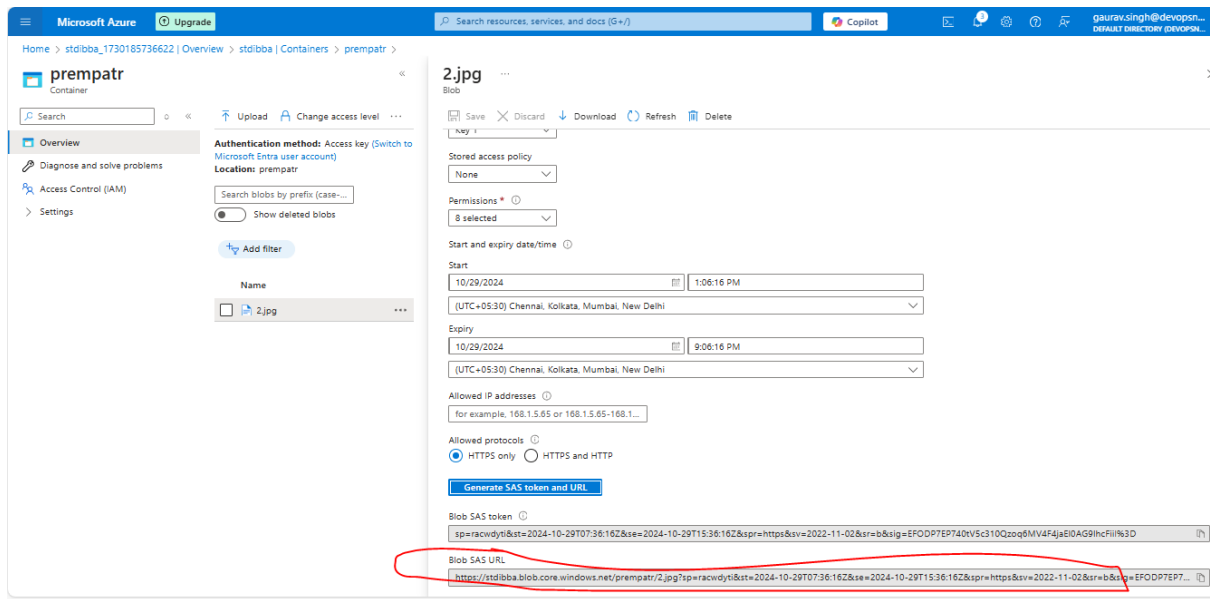 Microsoft Azure
Upgrade
Search resources, services, and docs (G+/)
Copilot
3
gaurav.singh@devopsn...
DEFAULT DIRECTORY (DEVOPSN...
Home > stdibba_1730185736622 | Overview > stdibba | Containers > prempatr >
prempatr
Container
Search
Overview
Diagnose and solve problems
Access Control (IAM)
Settings
Upload
Change access level
Authentication method: Access key (Switch to
Microsoft Entra user account)
Location: prempatr
Search blobs by prefix (case-...
Show deleted blobs
Add filter
Name
2.jpg
2.jpg
Blob
Save
Discard
Download
Refresh
Delete
Key 1
Stored access policy
None
Permissions *
8 selected
Start and expiry date/time
Start
10/29/2024
1:06:16 PM
(UTC+05:30) Chennai, Kolkata, Mumbai, New Delhi
Expiry
10/29/2024
9:06:16 PM
(UTC+05:30) Chennai, Kolkata, Mumbai, New Delhi
Allowed IP addresses
for example, 168.1.5.65 or 168.1.5.65-168.1...
Allowed protocols
HTTPS only
HTTPS and HTTP
Generate SAS token and URL
Blob SAS token
sp=racwdyti&st=2024-10-29T07:36:16Z&se=2024-10-29T15:36:16Z&spr=https&sv=2022-11-02&sr=b&sig=EFODP7EP740tV5c310Qzoq6MV4F4jaEI0AG9IhcFiiI%3D
Blob SAS URL
https://stdibba.blob.core.windows.net/prempatr/2.jpg?sp=racwdyti&st=2024-10-29T07:36:16Z&se=2024-10-29T15:36:16Z&spr=https&sv=2022-11-02&sr=b&sig=EFODP7EP7...